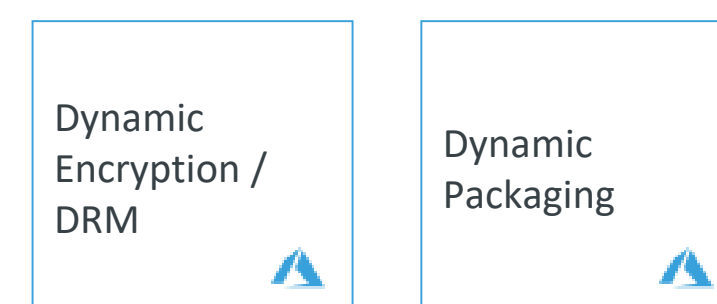 Dynamic
Encryption /
DRM
Dynamic
Packaging